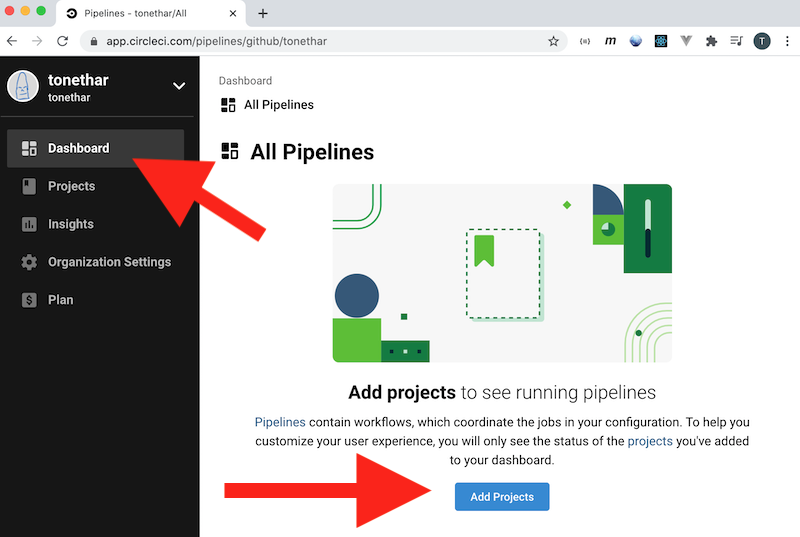 Pipelines - tonethar/All
app.circleci.com/pipelines/github/tonethar
m
T
tonethar
tonethar
Dashboard
Projects
Insights
Organization Settings
$
Plan
Dashboard
All Pipelines
All Pipelines
Add projects to see running pipelines
Pipelines contain workflows, which coordinate the jobs in your configuration. To help you
customize your user experience, you will only see the status of the projects you've added
to your dashboard.
Add Projects